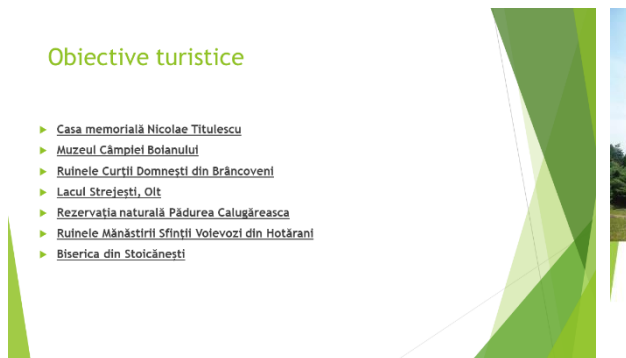 Obiective turistice
Casa memorială Nicolae Titulescu
Muzeul Câmpiei Boianului
Ruinele Curții Domnești din Brâncoveni
Lacul Strejești, Olt
Rezervația naturală Pădurea Calugăreasca
Ruinele Mănăstirii Sfinții Voievozi din Hotărani
Biserica din Stoicănești